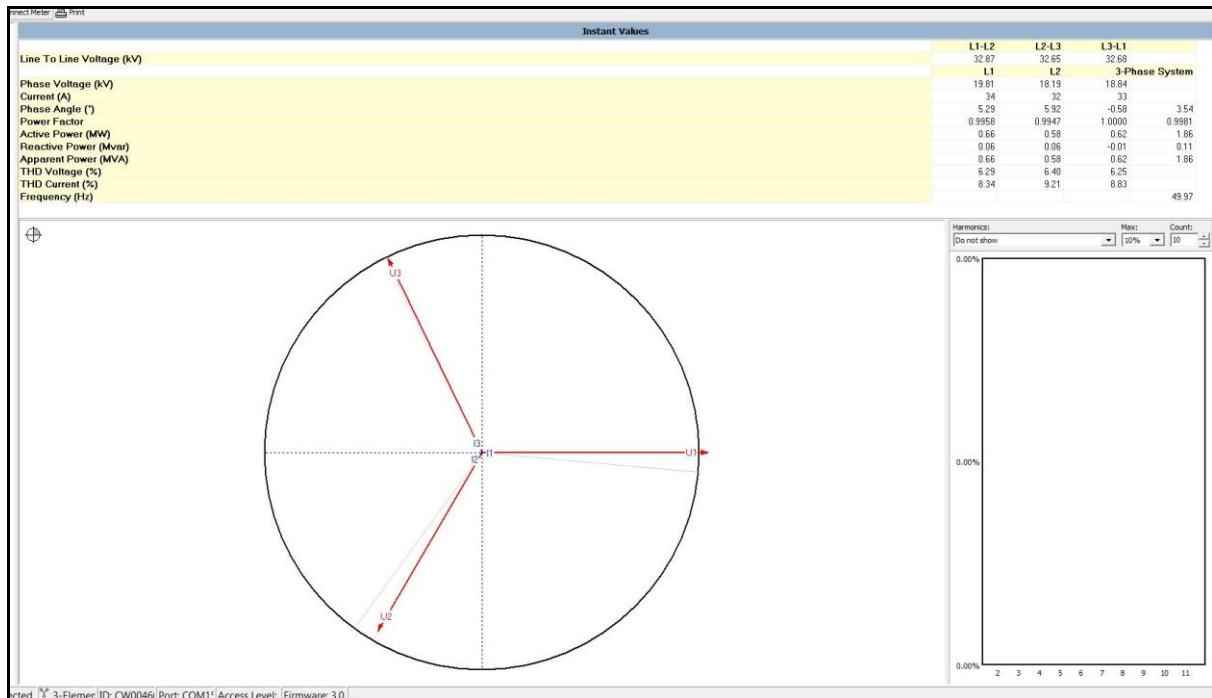 nnect Meter Print
Instant Values
L1-L2 L2-L3 L3-L1
Line To Line Voltage (kV) 32.87 32.65 32.68
L1 L2 3-Phase System
Phase Voltage (kV) 19.81 18.19 18.84
Current (A) 34 32 33
Phase Angle (°) 5.29 5.92 -0.58 3.54
Power Factor 0.9958 0.9947 1.0000 0.9981
Active Power (MW) 0.66 0.58 0.62 1.86
Reactive Power (Mvar) 0.06 0.06 -0.01 0.11
Apparent Power (MVA) 0.66 0.58 0.62 1.86
THD Voltage (%) 6.29 6.40 6.25
THD Current (%) 8.34 9.21 8.83
Frequency (Hz) 49.97
Harmonics: Max: Count:
Do not show 10% 10
U3
0.00%
I3
I1 U1
I2
0.00%
U2
0.00%
2 3 4 5 6 7 8 9 10 11
ected 3-Elemer ID: CW0046 Port: COM1 Access Level: Firmware: 3.0